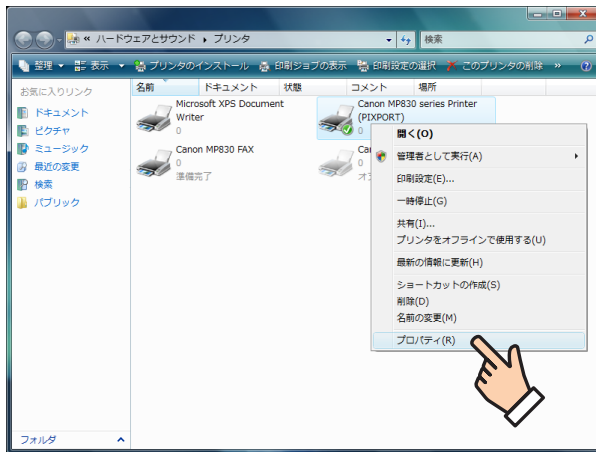 « ハードウェアとサウンド ▸ プリンタ
検索
整理 ▼ 表示 ▼ プリンタのインストール 印刷ジョブの表示 印刷設定の選択 このプリンタの削除 »
お気に入りリンク
ドキュメント
ピクチャ
ミュージック
最近の変更
検索
パブリック
フォルダ
名前 ドキュメント 状態 コメント 場所
Microsoft XPS Document
Writer
0
Canon MP830 series Printer
(PIXPORT)
0
Canon MP830 FAX
0
準備完了
Can
0
オ
開く(O)
管理者として実行(A)
印刷設定(E)...
一時停止(G)
共有(I)...
プリンタをオフラインで使用する(U)
最新の情報に更新(H)
ショートカットの作成(S)
削除(D)
名前の変更(M)
プロパティ(R)